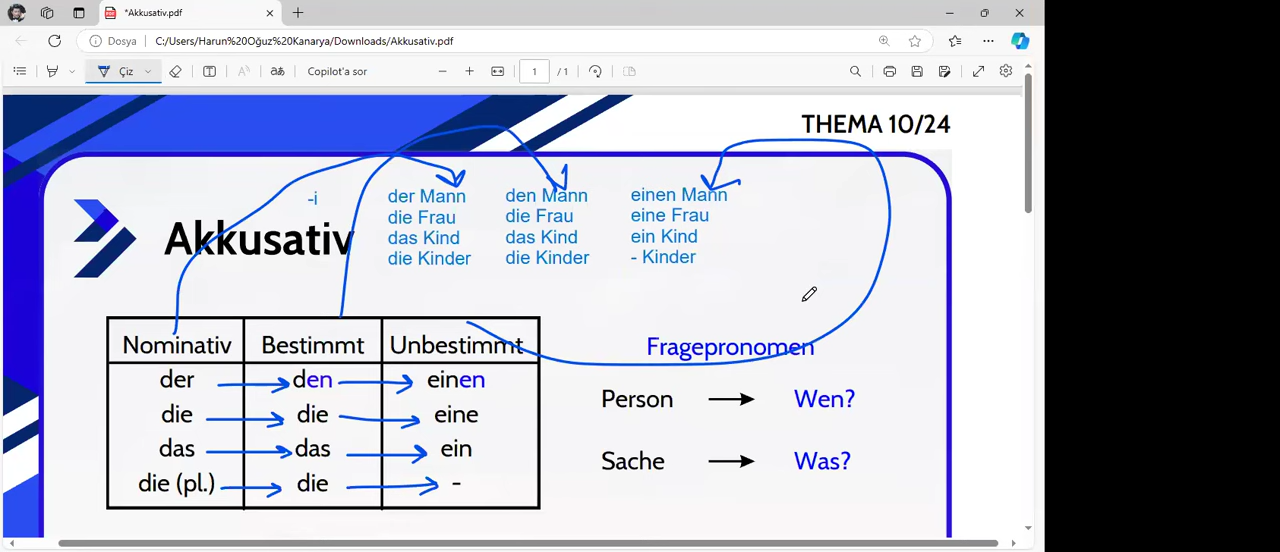 *Akkusativ.pdf
Dosya C:/Users/Harun%20Oğuz%20Kanarya/Downloads/Akkusativ.pdf
Çiz Copilot'a sor 1 / 1
THEMA 10/24
-i
Akkusativ
der Mann den Mann einen Mann
die Frau die Frau eine Frau
das Kind das Kind ein Kind
die Kinder die Kinder - Kinder
Nominativ Bestimmt Unbestimmt
der den einen
die die eine
das das ein
die (pl.) die -
Fragepronomen
Person Wen?
Sache Was?